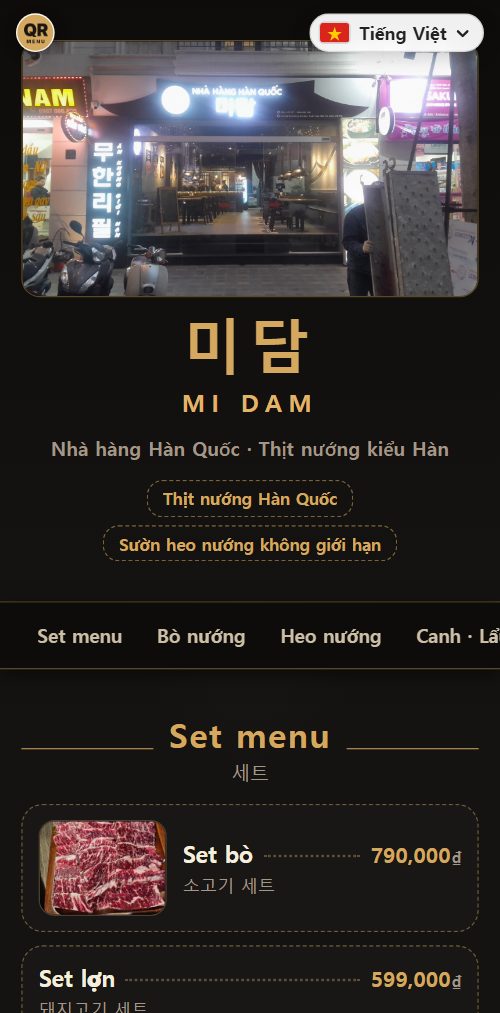 QR
MENU
Tiếng Việt
NAM
NHÀ HÀNG HÀN QUỐC
미담
무한리필
MI DAM
미담
MI DAM
Nhà hàng Hàn Quốc · Thịt nướng kiểu Hàn
Thịt nướng Hàn Quốc
Sườn heo nướng không giới hạn
Set menu
Bò nướng
Heo nướng
Canh · Lẩu
Set menu
세트
Set bò
790,000₫
소고기 세트
Set lợn
599,000₫
돼지고기 세트